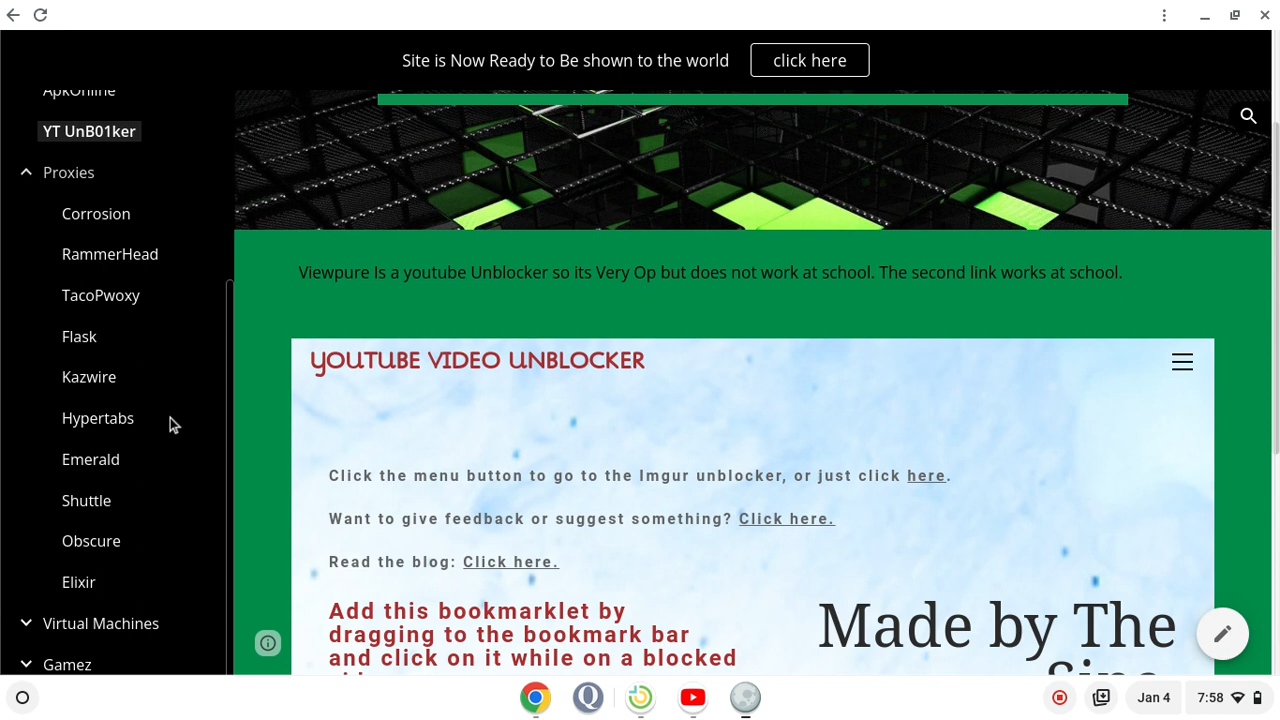 Site is Now Ready to Be shown to the world
click here
ApkOnline
YT UnB01ker
Proxies
Corrosion
RammerHead
TacoPwoxy
Flask
Kazwire
Hypertabs
Emerald
Shuttle
Obscure
Elixir
Virtual Machines
Gamez
Viewpure Is a youtube Unblocker so its Very Op but does not work at school. The second link works at school.
YOUTUBE VIDEO UNBLOCKER
Click the menu button to go to the Imgur unblocker, or just click here.
Want to give feedback or suggest something? Click here.
Read the blog: Click here.
Add this bookmarklet by
dragging to the bookmark bar
and click on it while on a blocked
Made by The
Jan 4
7:58